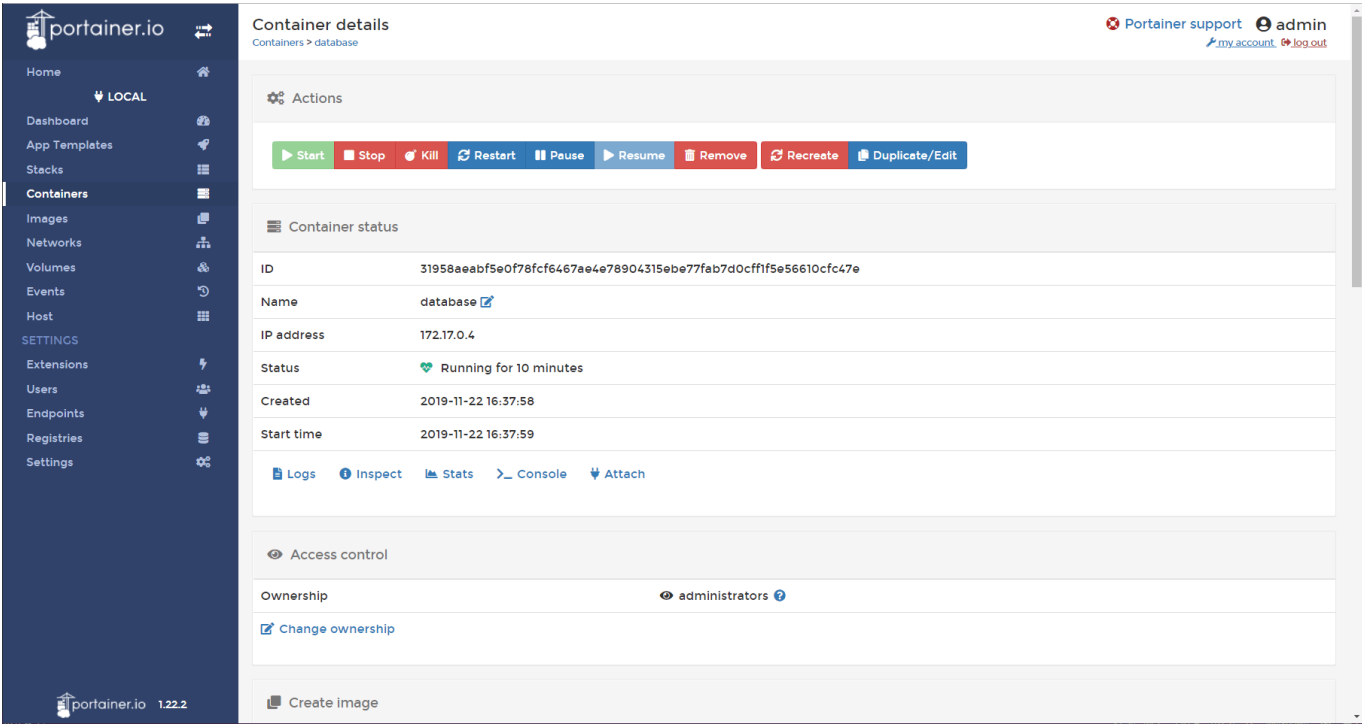 portainer.io
Container details
Containers > database
Portainer support admin
my account log out
Home
LOCAL
Dashboard
App Templates
Stacks
Containers
Images
Networks
Volumes
Events
Host
SETTINGS
Extensions
Users
Endpoints
Registries
Settings
portainer.io 1.22.2
Actions
Start Stop Kill Restart Pause Resume Remove Recreate Duplicate/Edit
Container status
ID 31958aeabf5e0f78fcf6467ae4e78904315ebe77fab7d0cff1f5e56610cfc47e
Name database
IP address 172.17.0.4
Status Running for 10 minutes
Created 2019-11-22 16:37:58
Start time 2019-11-22 16:37:59
Logs Inspect Stats >_ Console Attach
Access control
Ownership administrators
Change ownership
Create image